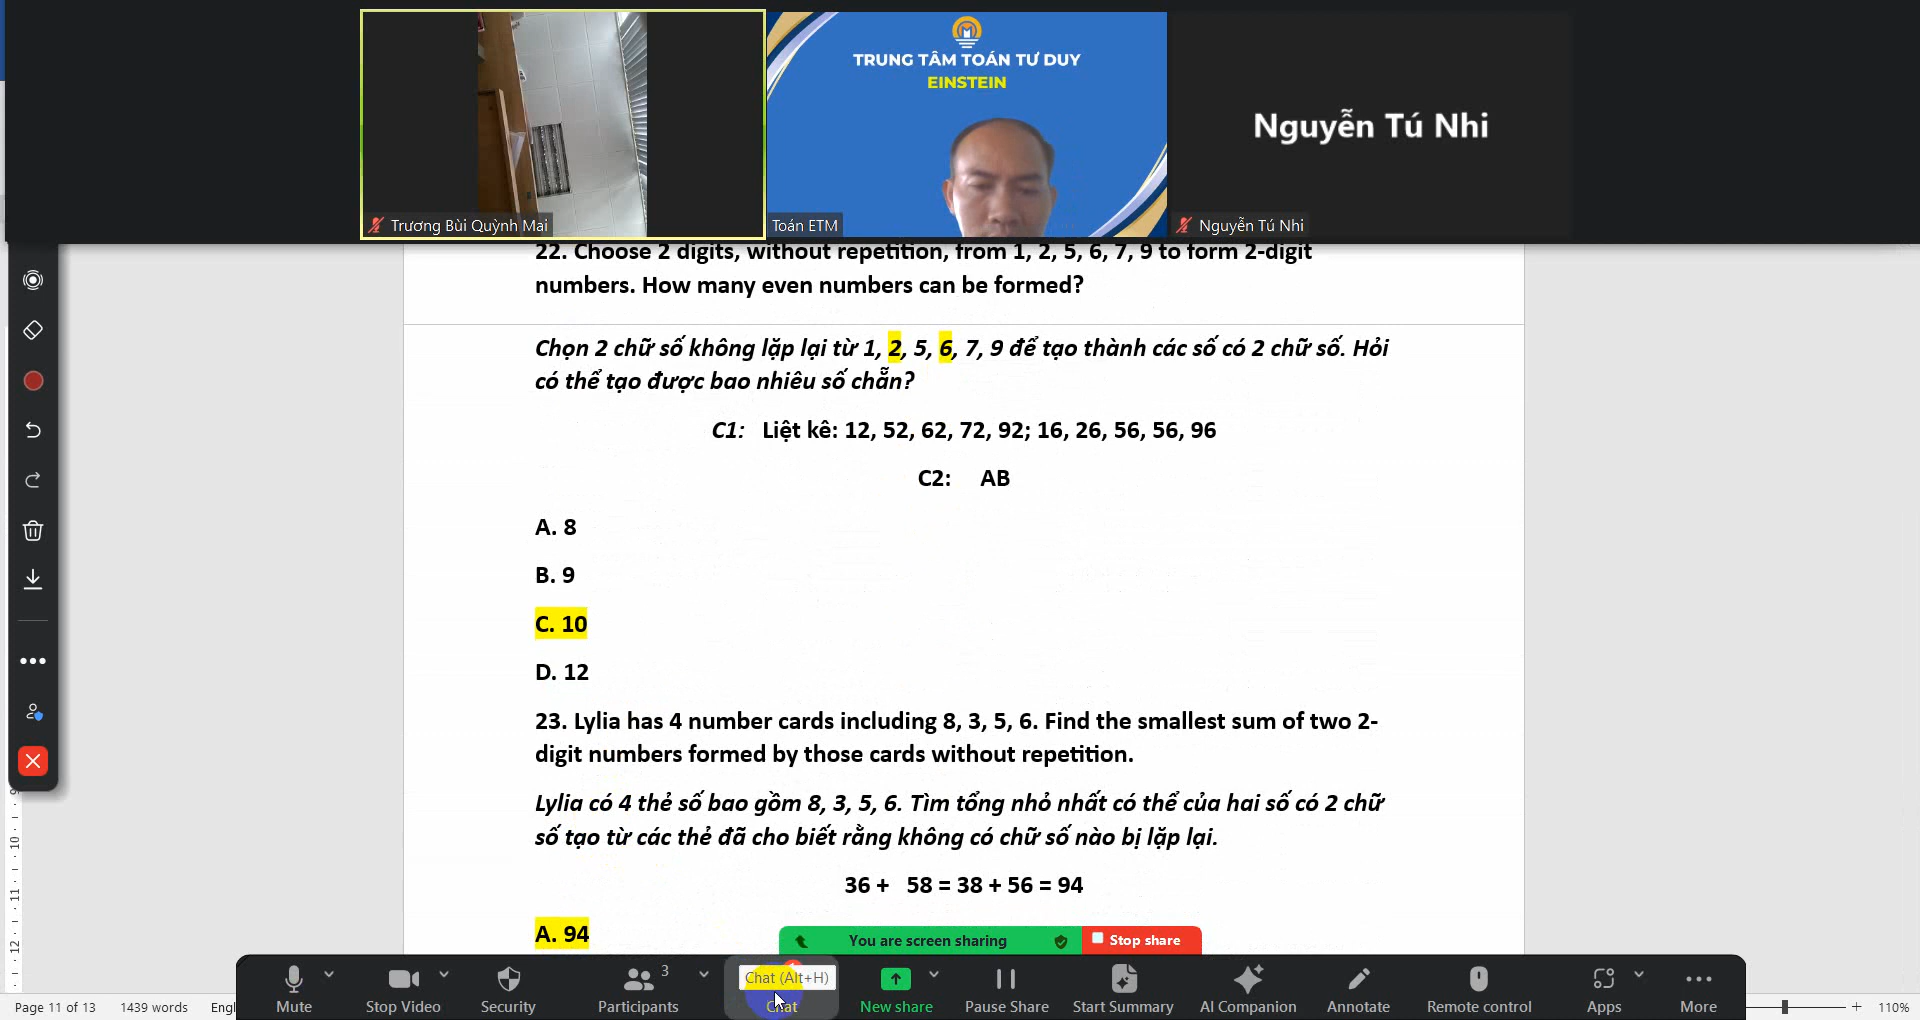 TRUNG TÂM TOÁN TƯ DUY
EINSTEIN
Nguyễn Tú Nhi
Trương Bùi Quỳnh Mai
Toán ETM
Nguyễn Tú Nhi
22. Choose 2 digits, without repetition, from 1, 2, 5, 6, 7, 9 to form 2-digit
numbers. How many even numbers can be formed?
Chọn 2 chữ số không lặp lại từ 1, 2, 5, 6, 7, 9 để tạo thành các số có 2 chữ số. Hỏi
có thể tạo được bao nhiêu số chẵn?
C1: Liệt kê: 12, 52, 62, 72, 92; 16, 26, 56, 56, 96
C2: AB
A. 8
B. 9
C. 10
D. 12
23. Lylia has 4 number cards including 8, 3, 5, 6. Find the smallest sum of two 2-
digit numbers formed by those cards without repetition.
Lylia có 4 thẻ số bao gồm 8, 3, 5, 6. Tìm tổng nhỏ nhất có thể của hai số có 2 chữ
số tạo từ các thẻ đã cho biết rằng không có chữ số nào bị lặp lại.
36 + 58 = 38 + 56 = 94
A. 94
You are screen sharing
Stop share
Chat (Alt+H)
3
Mute
Stop Video
Security
Participants
Chat
New share
Pause Share
Start Summary
AI Companion
Annotate
Remote control
Apps
More
Page 11 of 13
1439 words
Engl
110%
9
10
11
12